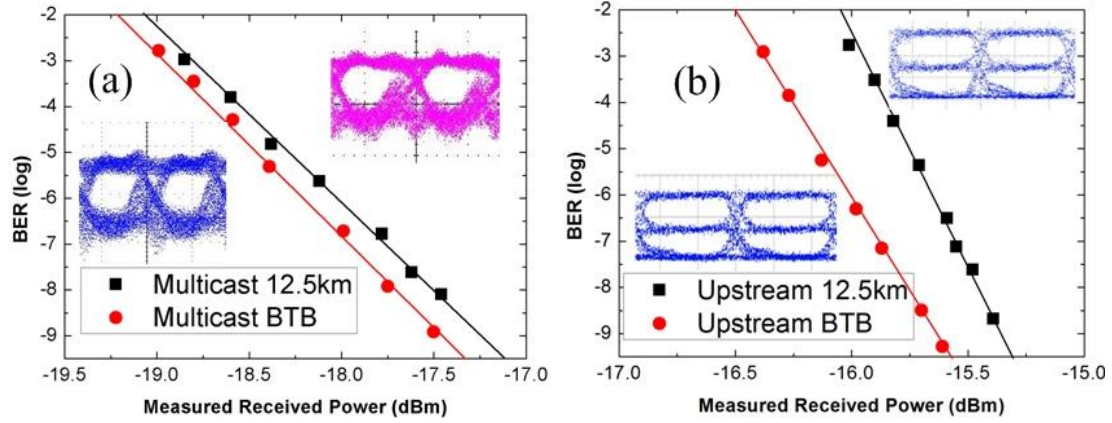 (a)
BER (log)
-2
-3
-4
-5
-6
-7
-8
-9
Multicast 12.5km
Multicast BTB
-19.5 -19.0 -18.5 -18.0 -17.5 -17.0
Measured Received Power (dBm)
(b)
BER (log)
-2
-3
-4
-5
-6
-7
-8
-9
Upstream 12.5km
Upstream BTB
-17.0 -16.5 -16.0 -15.5 -15.0
Measured Received Power (dBm)